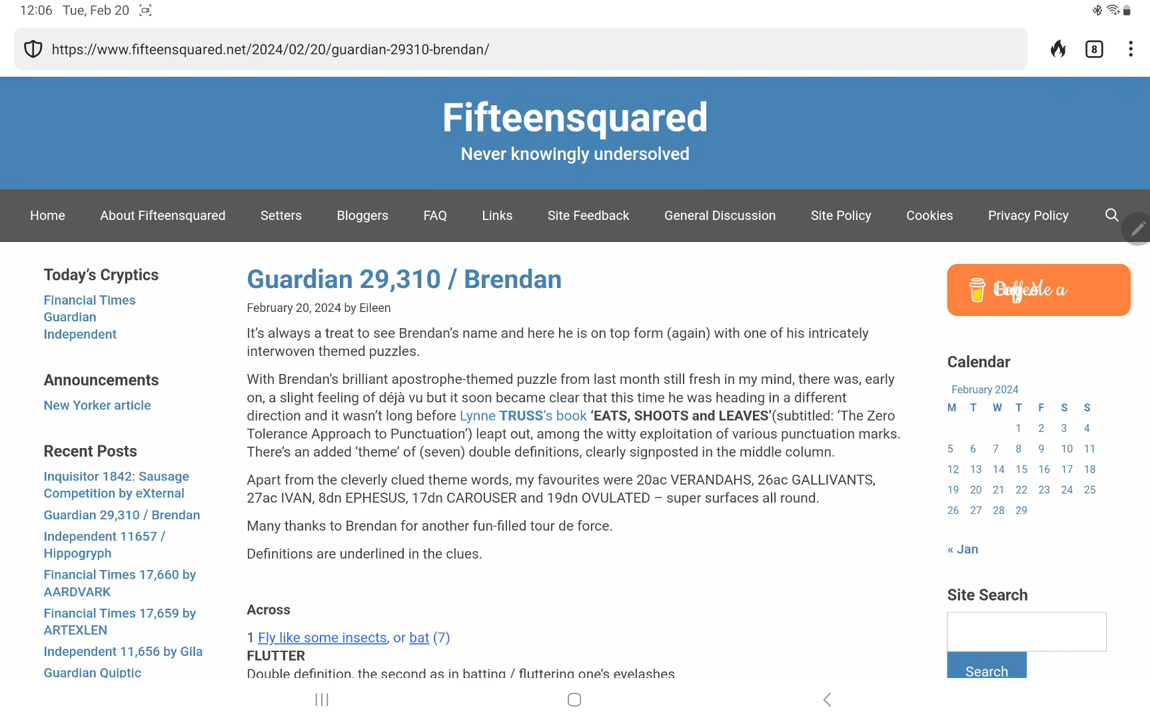 12:06 Tue, Feb 20
https://www.fifteensquared.net/2024/02/20/guardian-29310-brendan/
8
Fifteensquared
Never knowingly undersolved
Home About Fifteensquared Setters Bloggers FAQ Links Site Feedback General Discussion Site Policy Cookies Privacy Policy
Today's Cryptics
Financial Times
Guardian
Independent
Announcements
New Yorker article
Recent Posts
Inquisitor 1842: Sausage
Competition by eXternal
Guardian 29,310 / Brendan
Independent 11657 /
Hippogryph
Financial Times 17,660 by
AARDVARK
Financial Times 17,659 by
ARTEXLEN
Independent 11,656 by Gila
Guardian Quiptic
Guardian 29,310 / Brendan
February 20, 2024 by Eileen
It's always a treat to see Brendan's name and here he is on top form (again) with one of his intricately
interwoven themed puzzles.
With Brendan's brilliant apostrophe-themed puzzle from last month still fresh in my mind, there was, early
on, a slight feeling of déjà vu but it soon became clear that this time he was heading in a different
direction and it wasn't long before Lynne TRUSS's book 'EATS, SHOOTS and LEAVES'(subtitled: 'The Zero
Tolerance Approach to Punctuation') leapt out, among the witty exploitation of various punctuation marks.
There's an added 'theme' of (seven) double definitions, clearly signposted in the middle column.
Apart from the cleverly clued theme words, my favourites were 20ac VERANDAHS, 26ac GALLIVANTS,
27ac IVAN, 8dn EPHESUS, 17dn CAROUSER and 19dn OVULATED – super surfaces all round.
Many thanks to Brendan for another fun-filled tour de force.
Definitions are underlined in the clues.
Across
1 Fly like some insects, or bat (7)
FLUTTER
Double definition, the second as in batting / fluttering one's eyelashes
Calendar
February 2024
M T W T F S S
1 2 3 4
5 6 7 8 9 10 11
12 13 14 15 16 17 18
19 20 21 22 23 24 25
26 27 28 29
« Jan
Site Search
Search